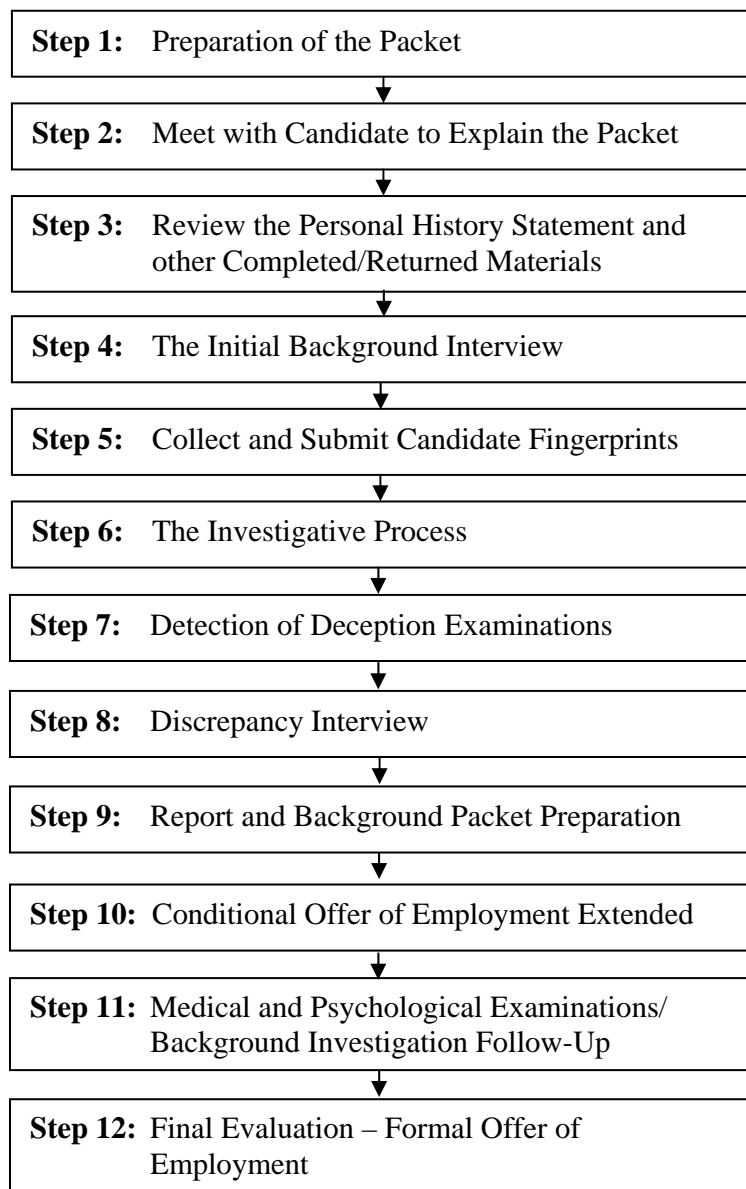 Step 1: Preparation of the Packet
Step 2: Meet with Candidate to Explain the Packet
Step 3: Review the Personal History Statement and
other Completed/Returned Materials
Step 4: The Initial Background Interview
Step 5: Collect and Submit Candidate Fingerprints
Step 6: The Investigative Process
Step 7: Detection of Deception Examinations
Step 8: Discrepancy Interview
Step 9: Report and Background Packet Preparation
Step 10: Conditional Offer of Employment Extended
Step 11: Medical and Psychological Examinations/
Background Investigation Follow-Up
Step 12: Final Evaluation – Formal Offer of
Employment